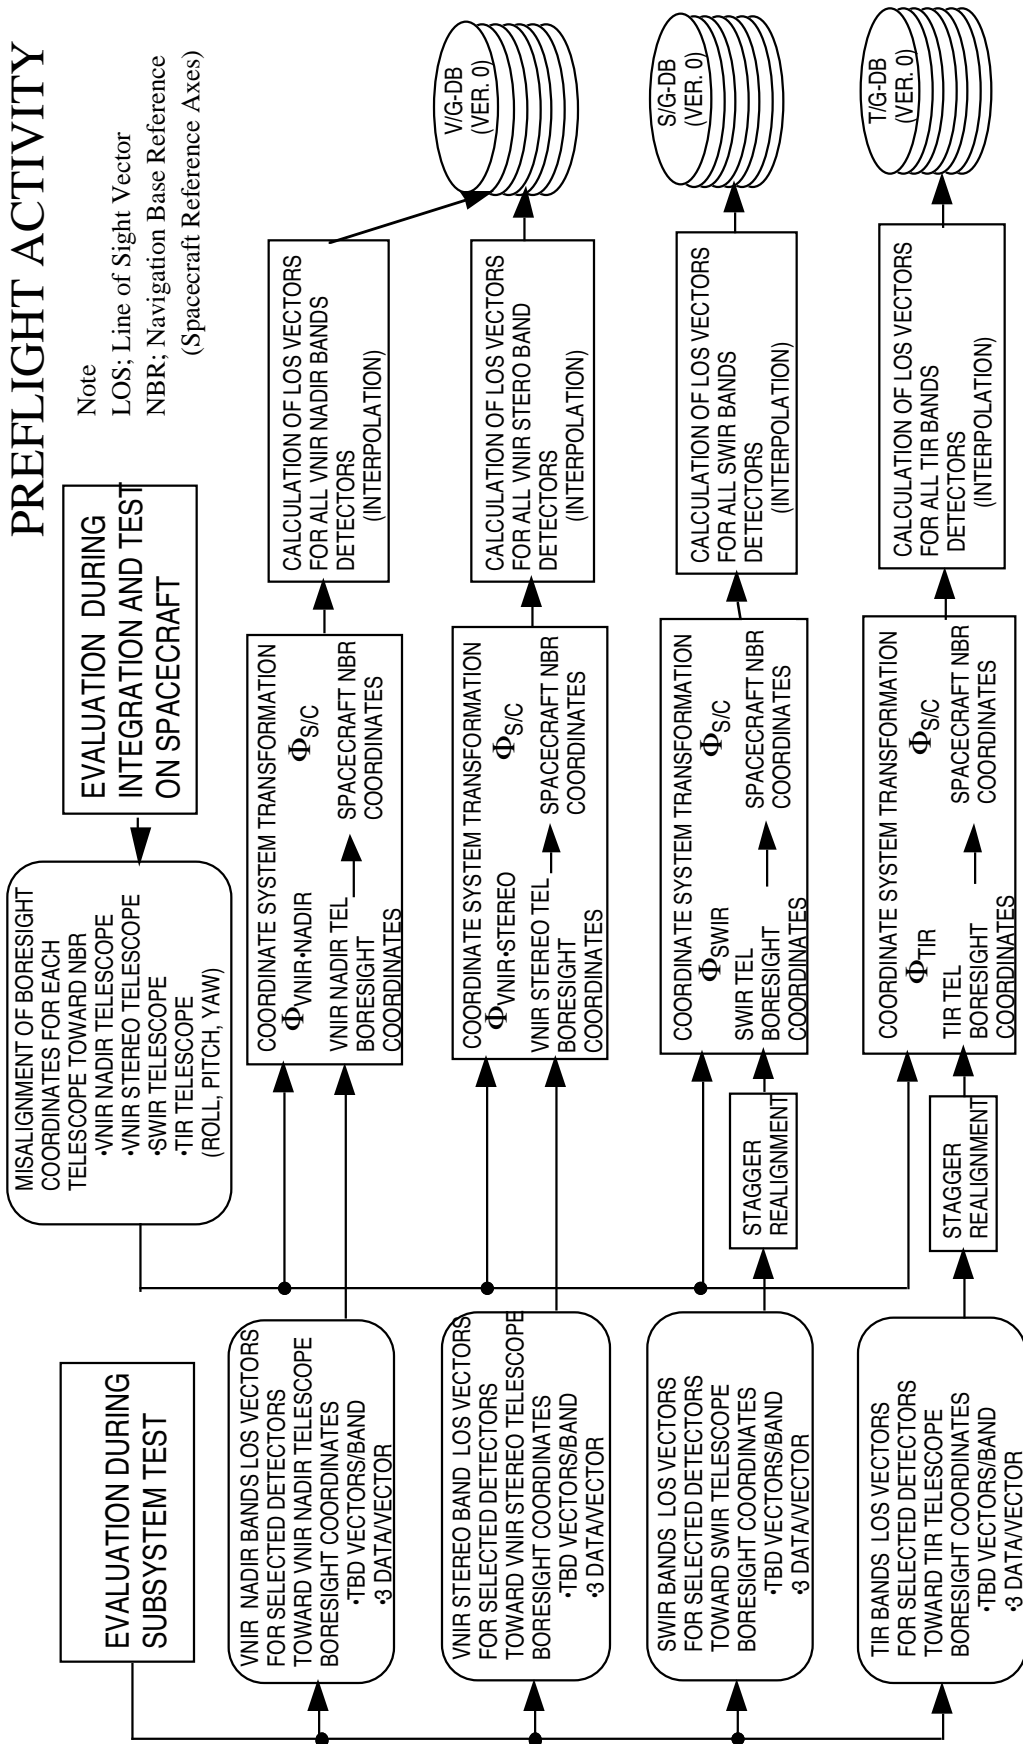 PREFLIGHT ACTIVITY
Note
LOS; Line of Sight Vector
NBR; Navigation Base Reference
(Spacecraft Reference Axes)
EVALUATION DURING
SUBSYSTEM TEST
EVALUATION DURING
INTEGRATION AND TEST
ON SPACECRAFT
MISALIGNMENT OF BORESIGHT
COORDINATES FOR EACH
TELESCOPE TOWARD NBR
•VNIR NADIR TELESCOPE
•VNIR STEREO TELESCOPE
•SWIR TELESCOPE
•TIR TELESCOPE
(ROLL, PITCH, YAW)
VNIR NADIR BANDS LOS VECTORS
FOR SELECTED DETECTORS
TOWARD VNIR NADIR TELESCOPE
BORESIGHT COORDINATES
•TBD VECTORS/BAND
•3 DATA/VECTOR
COORDINATE SYSTEM TRANSFORMATION
ΦVNIR•NADIR ΦS/C
VNIR NADIR TEL
BORESIGHT
COORDINATES
SPACECRAFT NBR
COORDINATES
CALCULATION OF LOS VECTORS
FOR ALL VNIR NADIR BANDS
DETECTORS
(INTERPOLATION)
V/G-DB
(VER. 0)
VNIR STEREO BAND LOS VECTORS
FOR SELECTED DETECTORS
TOWARD VNIR STEREO TELESCOPE
BORESIGHT COORDINATES
•TBD VECTORS/BAND
•3 DATA/VECTOR
COORDINATE SYSTEM TRANSFORMATION
ΦVNIR•STEREO ΦS/C
VNIR STEREO TEL
BORESIGHT
COORDINATES
SPACECRAFT NBR
COORDINATES
CALCULATION OF LOS VECTORS
FOR ALL VNIR STERO BAND
DETECTORS
(INTERPOLATION)
SWIR BANDS LOS VECTORS
FOR SELECTED DETECTORS
TOWARD SWIR TELESCOPE
BORESIGHT COORDINATES
•TBD VECTORS/BAND
•3 DATA/VECTOR
STAGGER
REALIGNMENT
COORDINATE SYSTEM TRANSFORMATION
ΦSWIR ΦS/C
SWIR TEL
BORESIGHT
COORDINATES
SPACECRAFT NBR
COORDINATES
CALCULATION OF LOS VECTORS
FOR ALL SWIR BANDS
DETECTORS
(INTERPOLATION)
S/G-DB
(VER. 0)
TIR BANDS LOS VECTORS
FOR SELECTED DETECTORS
TOWARD TIR TELESCOPE
BORESIGHT COORDINATES
•TBD VECTORS/BAND
•3 DATA/VECTOR
STAGGER
REALIGNMENT
COORDINATE SYSTEM TRANSFORMATION
ΦTIR ΦS/C
TIR TEL
BORESIGHT
COORDINATES
SPACECRAFT NBR
COORDINATES
CALCULATION OF LOS VECTORS
FOR ALL TIR BANDS
DETECTORS
(INTERPOLATION)
T/G-DB
(VER. 0)